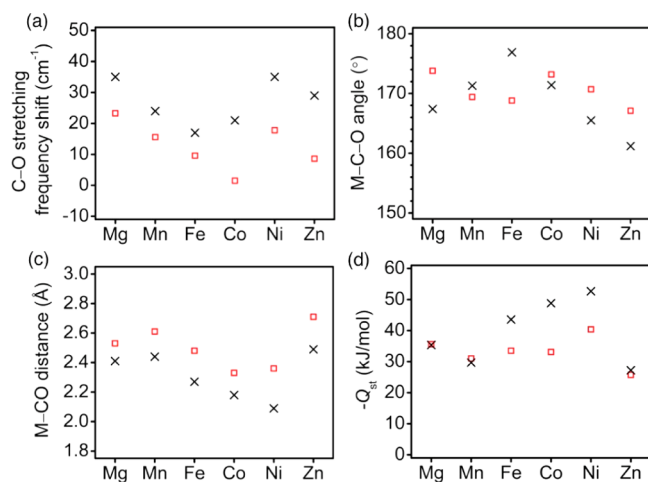 (a)
C–O stretching
frequency shift (cm⁻¹)
50
40
30
20
10
0
-10
Mg Mn Fe Co Ni Zn
(b)
M–C–O angle (°)
180
170
160
150
Mg Mn Fe Co Ni Zn
(c)
M–CO distance (Å)
3.0
2.8
2.6
2.4
2.2
2.0
1.8
Mg Mn Fe Co Ni Zn
(d)
-Qst (kJ/mol)
60
50
40
30
20
10
0
Mg Mn Fe Co Ni Zn